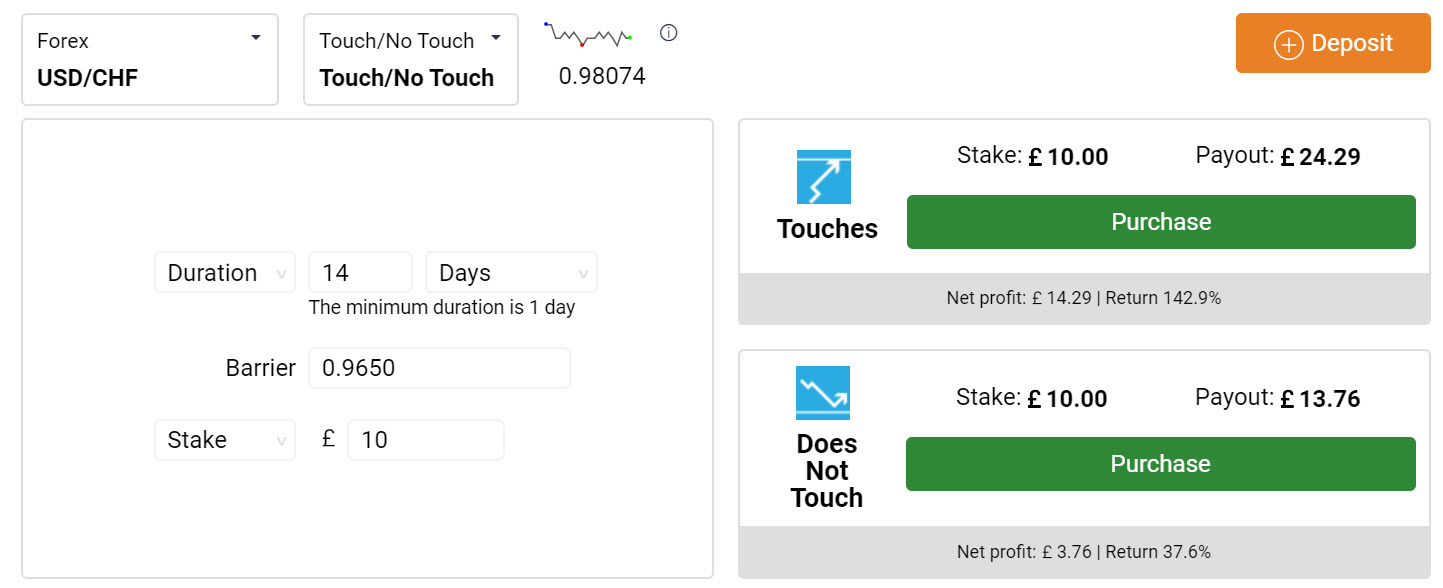 Forex
USD/CHF
Touch/No Touch
Touch/No Touch
0.98074
Deposit
Duration 14 Days
The minimum duration is 1 day
Barrier 0.9650
Stake £ 10
Touches
Stake: £ 10.00 Payout: £ 24.29
Purchase
Net profit: £ 14.29 | Return 142.9%
Does
Not
Touch
Stake: £ 10.00 Payout: £ 13.76
Purchase
Net profit: £ 3.76 | Return 37.6%